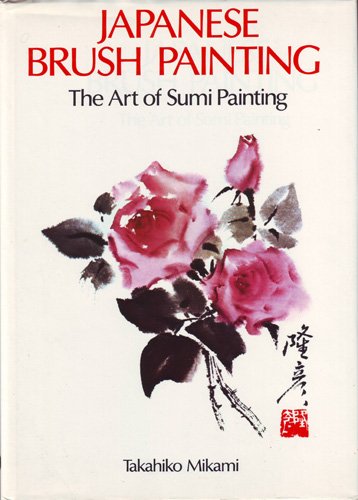 JAPANESE
BRUSH PAINTING
The Art of Sumi Painting
隆彦
Takahiko Mikami